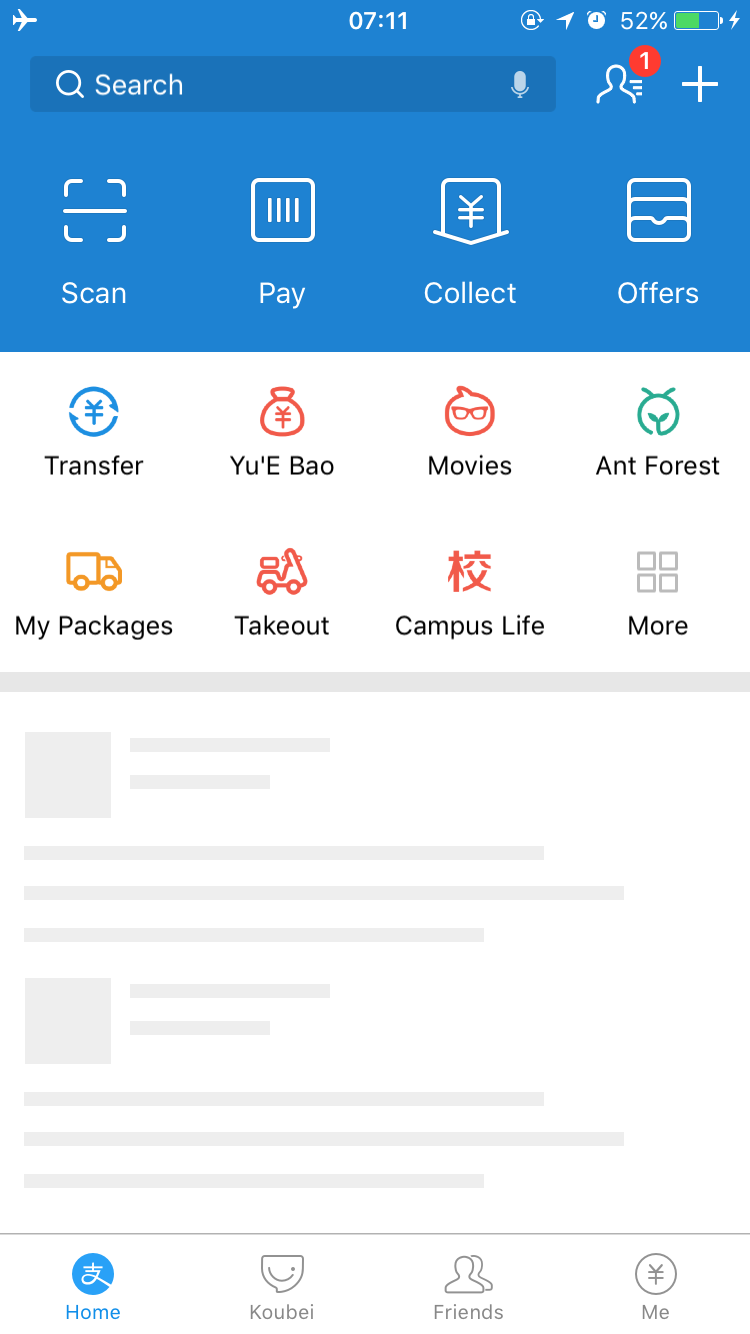 07:11
52%
Search
1
Scan
Pay
Collect
Offers
Transfer
Yu'E Bao
Movies
Ant Forest
校
My Packages
Takeout
Campus Life
More
支
Home
Koubei
Friends
Me